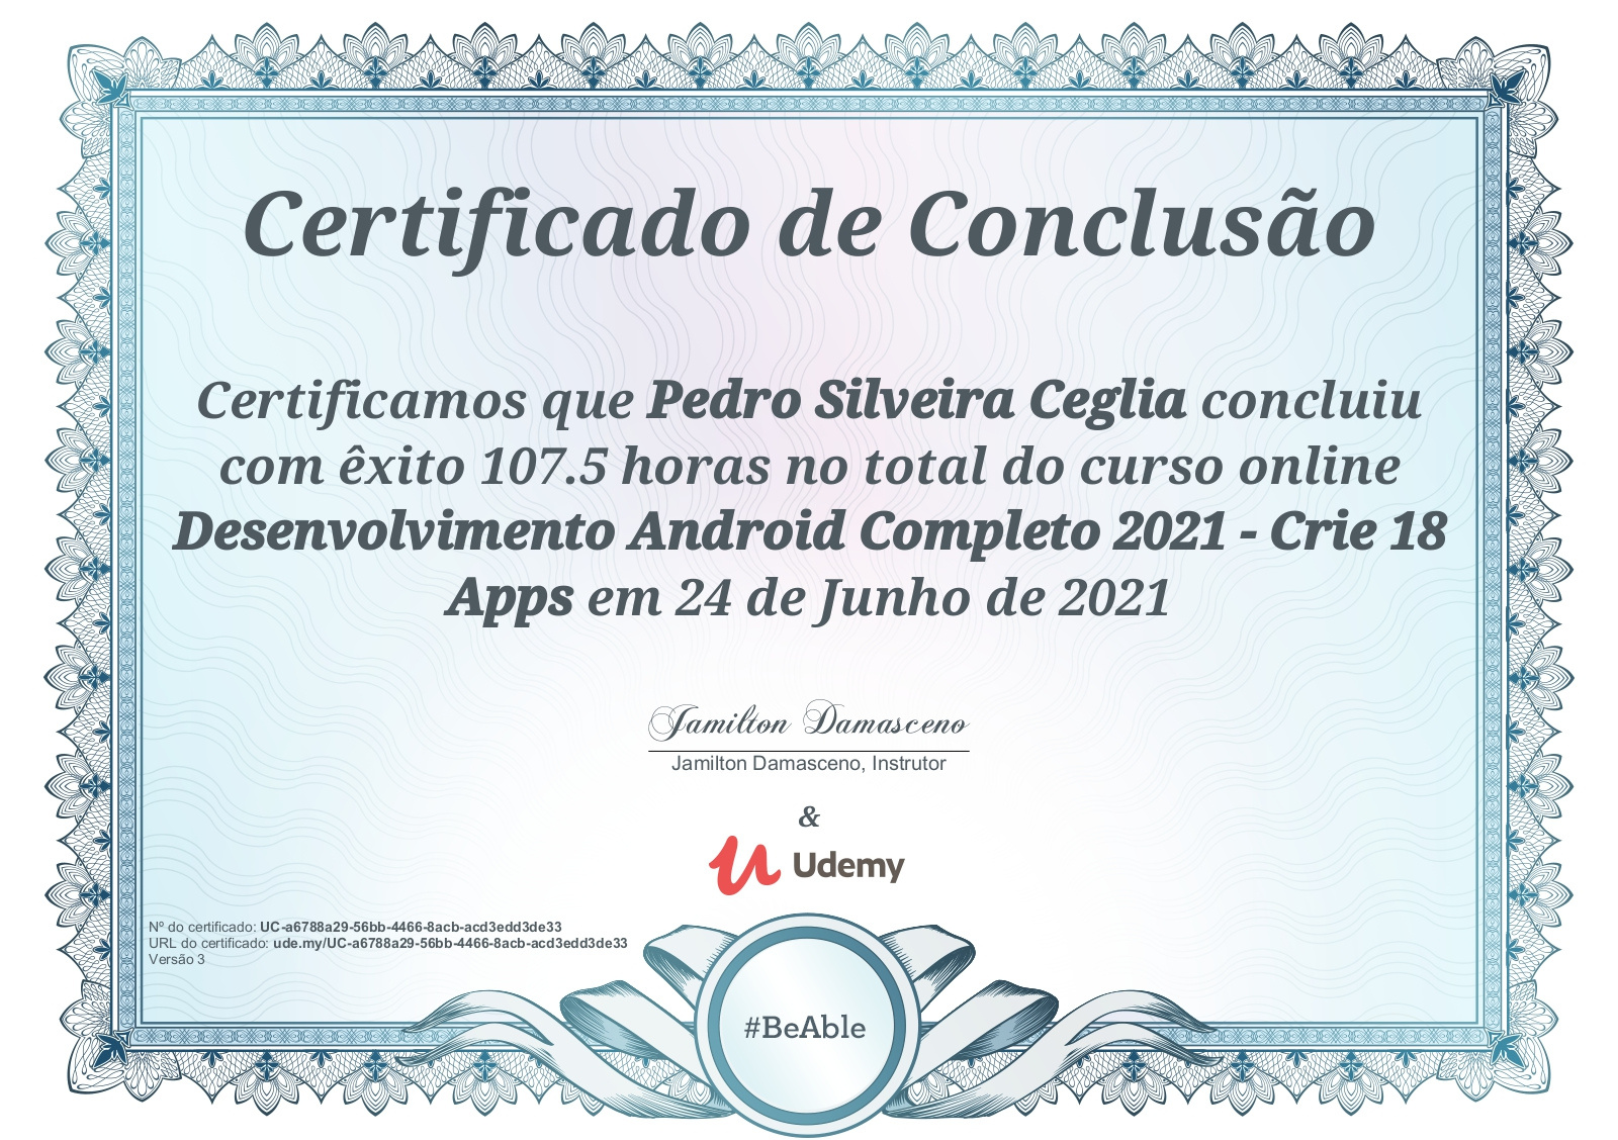 Certificado de Conclusão
Certificamos que Pedro Silveira Ceglia concluiu
com êxito 107.5 horas no total do curso online
Desenvolvimento Android Completo 2021 - Crie 18
Apps em 24 de Junho de 2021
Jamilton Damasceno
Jamilton Damasceno, Instrutor
&
Udemy
Nº do certificado: UC-a6788a29-56bb-4466-8acb-acd3edd3de33
URL do certificado: ude.my/UC-a6788a29-56bb-4466-8acb-acd3edd3de33
Versão 3
#BeAble